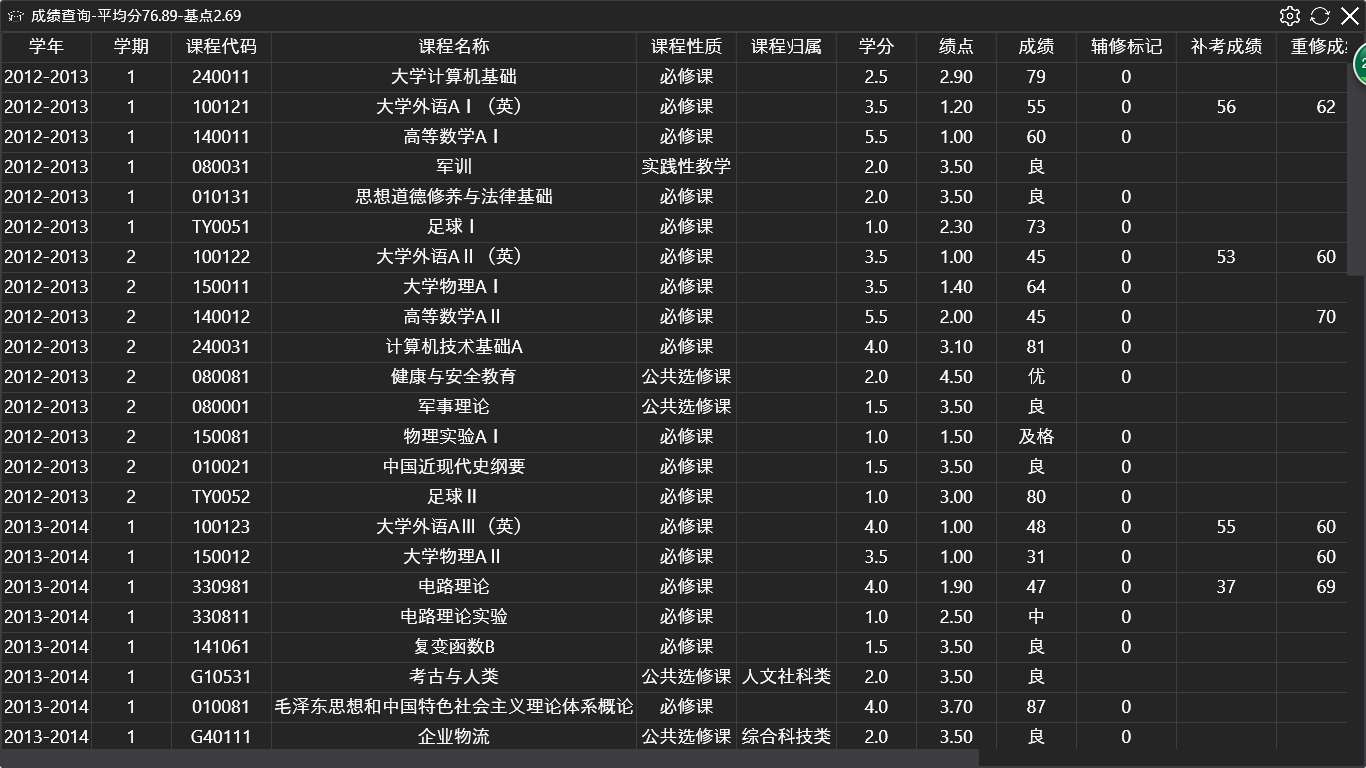 成绩查询-平均分76.89-基点2.69
学年 学期 课程代码 课程名称 课程性质 课程归属 学分 绩点 成绩 辅修标记 补考成绩 重修成
2012-2013 1 240011 大学计算机基础 必修课 2.5 2.90 79 0
2012-2013 1 100121 大学外语AⅠ（英） 必修课 3.5 1.20 55 0 56 62
2012-2013 1 140011 高等数学AⅠ 必修课 5.5 1.00 60 0
2012-2013 1 080031 军训 实践性教学 2.0 3.50 良
2012-2013 1 010131 思想道德修养与法律基础 必修课 2.0 3.50 良 0
2012-2013 1 TY0051 足球Ⅰ 必修课 1.0 2.30 73 0
2012-2013 2 100122 大学外语AⅡ（英） 必修课 3.5 1.00 45 0 53 60
2012-2013 2 150011 大学物理AⅠ 必修课 3.5 1.40 64 0
2012-2013 2 140012 高等数学AⅡ 必修课 5.5 2.00 45 0 70
2012-2013 2 240031 计算机技术基础A 必修课 4.0 3.10 81 0
2012-2013 2 080081 健康与安全教育 公共选修课 2.0 4.50 优 0
2012-2013 2 080001 军事理论 公共选修课 1.5 3.50 良
2012-2013 2 150081 物理实验AⅠ 必修课 1.0 1.50 及格 0
2012-2013 2 010021 中国近现代史纲要 必修课 1.5 3.50 良 0
2012-2013 2 TY0052 足球Ⅱ 必修课 1.0 3.00 80 0
2013-2014 1 100123 大学外语AⅢ（英） 必修课 4.0 1.00 48 0 55 60
2013-2014 1 150012 大学物理AⅡ 必修课 3.5 1.00 31 0 60
2013-2014 1 330981 电路理论 必修课 4.0 1.90 47 0 37 69
2013-2014 1 330811 电路理论实验 必修课 1.0 2.50 中 0
2013-2014 1 141061 复变函数B 必修课 1.5 3.50 良 0
2013-2014 1 G10531 考古与人类 公共选修课 人文社科类 2.0 3.50 良
2013-2014 1 010081 毛泽东思想和中国特色社会主义理论体系概论 必修课 4.0 3.70 87 0
2013-2014 1 G40111 企业物流 公共选修课 综合科技类 2.0 3.50 良 0